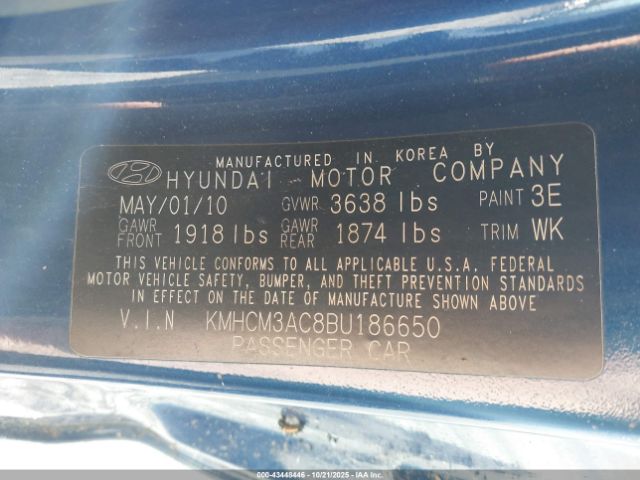 MANUFACTURED IN KOREA BY
HYUNDAI MOTOR COMPANY
MAY/01/10 GVWR 3638 lbs PAINT 3E
GAWR FRONT 1918 lbs GAWR REAR 1874 lbs TRIM WK
THIS VEHICLE CONFORMS TO ALL APPLICABLE U.S.A. FEDERAL
MOTOR VEHICLE SAFETY, BUMPER, AND THEFT PREVENTION STANDARDS
IN EFFECT ON THE DATE OF MANUFACTURE SHOWN ABOVE
V.I.N KMHCM3AC8BU186650
PASSENGER CAR
000-43448446 - 10/21/2025 - IAAI.COM